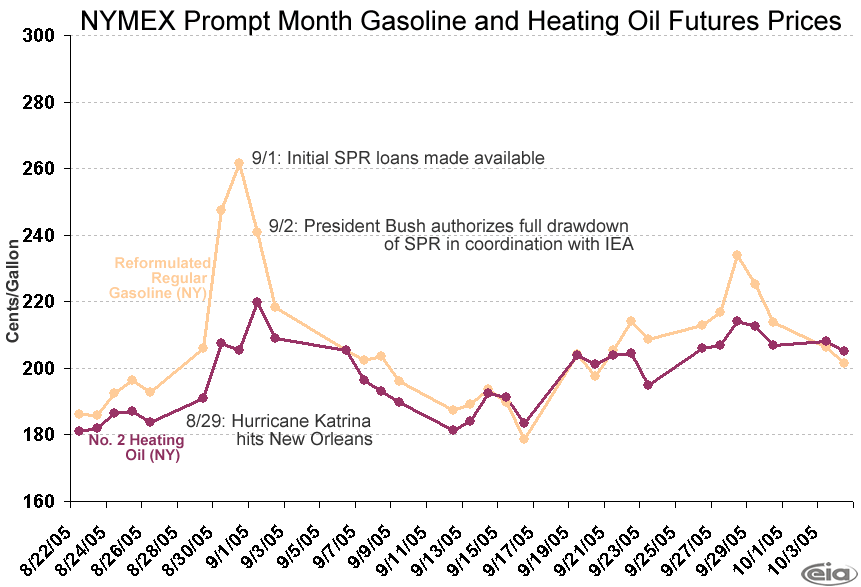 NYMEX Prompt Month Gasoline and Heating Oil Futures Prices
300
280
260
240
220
200
180
160
Cents/Gallon
9/1: Initial SPR loans made available
9/2: President Bush authorizes full drawdown
of SPR in coordination with IEA
Reformulated
Regular
Gasoline (NY)
8/29: Hurricane Katrina
hits New Orleans
No. 2 Heating
Oil (NY)
8/22/05
8/24/05
8/26/05
8/28/05
8/30/05
9/1/05
9/3/05
9/5/05
9/7/05
9/9/05
9/11/05
9/13/05
9/15/05
9/17/05
9/19/05
9/21/05
9/23/05
9/25/05
9/27/05
9/29/05
10/1/05
10/3/05
eia